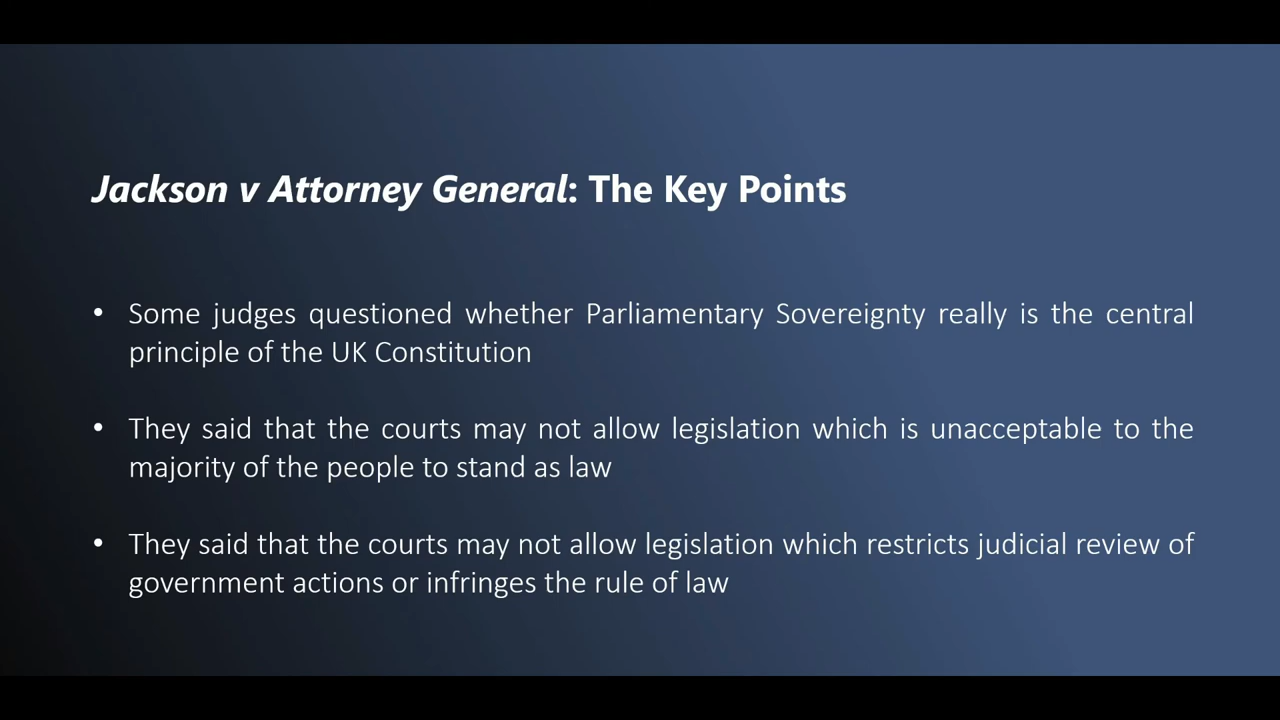 Jackson v Attorney General: The Key Points
• Some judges questioned whether Parliamentary Sovereignty really is the central
principle of the UK Constitution
• They said that the courts may not allow legislation which is unacceptable to the
majority of the people to stand as law
• They said that the courts may not allow legislation which restricts judicial review of
government actions or infringes the rule of law